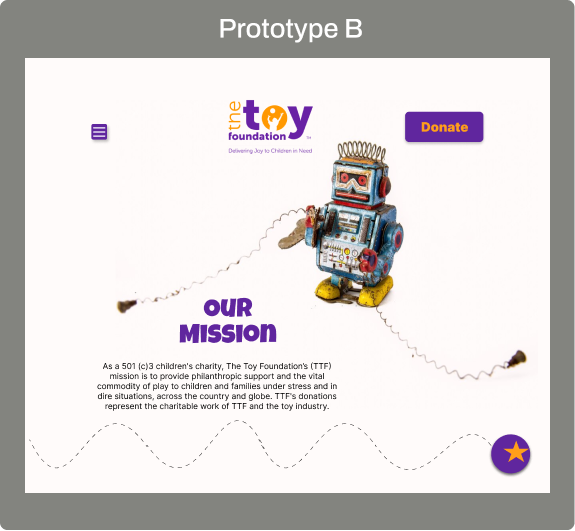 Prototype B
the toy
foundation™
Delivering Joy to Children in Need
Donate
OUR
MISSION
As a 501 (c)3 children's charity, The Toy Foundation's (TTF)
mission is to provide philanthropic support and the vital
commodity of play to children and families under stress and in
dire situations, across the country and globe. TTF's donations
represent the charitable work of TTF and the toy industry.